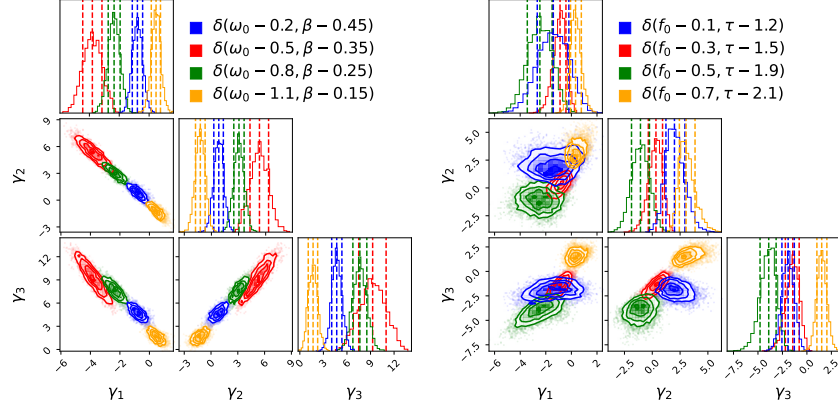 δ(ω₀ − 0.2, β − 0.45)
δ(ω₀ − 0.5, β − 0.35)
δ(ω₀ − 0.8, β − 0.25)
δ(ω₀ − 1.1, β − 0.15)
γ₂
9
6
3
0
−3
γ₃
12
9
6
3
0
−6 −4 −2 0
γ₁
0 3 6 9
γ₂
0 3 6 9 12
γ₃
δ(f₀ − 0.1, τ − 1.2)
δ(f₀ − 0.3, τ − 1.5)
δ(f₀ − 0.5, τ − 1.9)
δ(f₀ − 0.7, τ − 2.1)
γ₂
5.0
2.5
0.0
−2.5
γ₃
2.5
0.0
−2.5
−5.0
−7.5
−6 −4 −2 0 2
γ₁
−2.5 0.0 2.5 5.0
γ₂
−7.5 −5.0 −2.5 0.0 2.5
γ₃